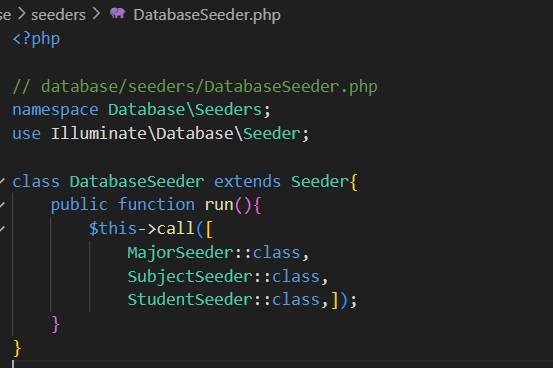 se > seeders > DatabaseSeeder.php
<?php
// database/seeders/DatabaseSeeder.php
namespace Database\Seeders;
use Illuminate\Database\Seeder;
class DatabaseSeeder extends Seeder{
    public function run(){
        $this->call([
            MajorSeeder::class,
            SubjectSeeder::class,
            StudentSeeder::class,]);
    }
}